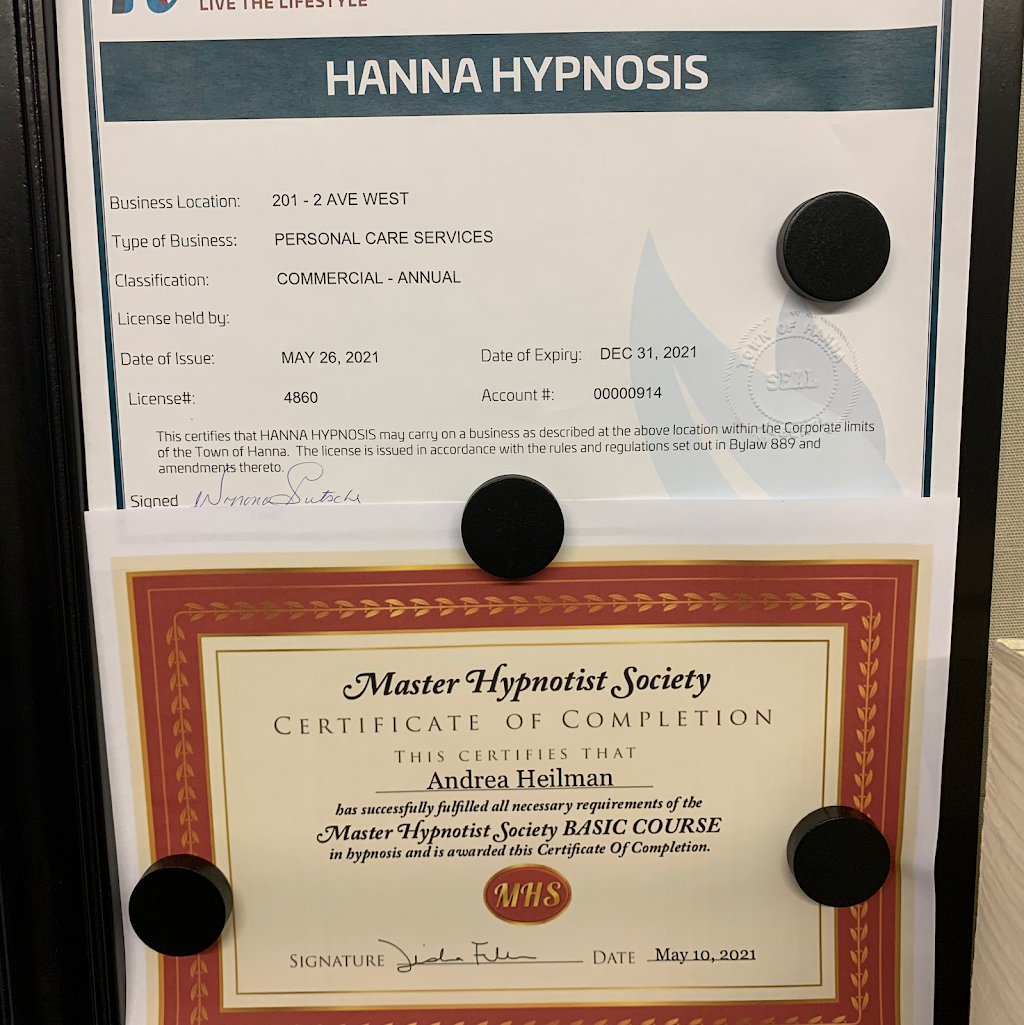 LIVE THE LIFESTYLE
HANNA HYPNOSIS
Business Location: 201 - 2 AVE WEST
Type of Business: PERSONAL CARE SERVICES
Classification: COMMERCIAL - ANNUAL
License held by:
Date of Issue: MAY 26, 2021 Date of Expiry: DEC 31, 2021
License#: 4860 Account #: 00000914
TOWN OF HANNA
SEAL
This certifies that HANNA HYPNOSIS may carry on a business as described at the above location within the Corporate limits
of the Town of Hanna. The license is issued in accordance with the rules and regulations set out in Bylaw 889 and
amendments thereto.
Signed
Master Hypnotist Society
CERTIFICATE OF COMPLETION
THIS CERTIFIES THAT
Andrea Heilman
has successfully fulfilled all necessary requirements of the
Master Hypnotist Society BASIC COURSE
in hypnosis and is awarded this Certificate Of Completion.
MHS
SIGNATURE DATE May 10, 2021